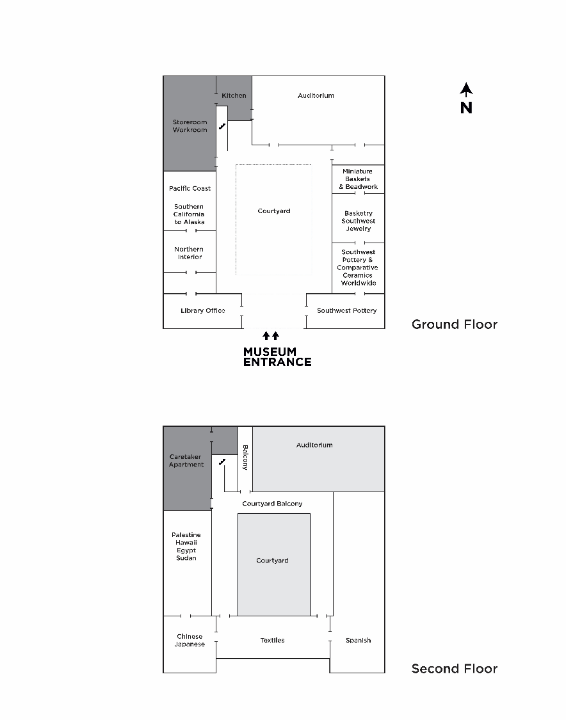 Kitchen
Auditorium
N
Storeroom
Workroom
Miniature
Baskets
& Beadwork
Pacific Coast
Southern
California
to Alaska
Courtyard
Basketry
Southwest
Jewelry
Northern
Interior
Southwest
Pottery &
Comparative
Ceramics
Worldwide
Library Office
Southwest Pottery
Ground Floor
MUSEUM
ENTRANCE
Auditorium
Balcony
Caretaker
Apartment
Courtyard Balcony
Palestine
Hawaii
Egypt
Sudan
Courtyard
Chinese
Japanese
Textiles
Spanish
Second Floor